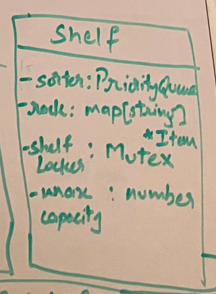 Shelf
- sorter: PriorityQueue
- rack: map[string]
*Item
- shelf : Mutex
Locker
- max : number
capacity